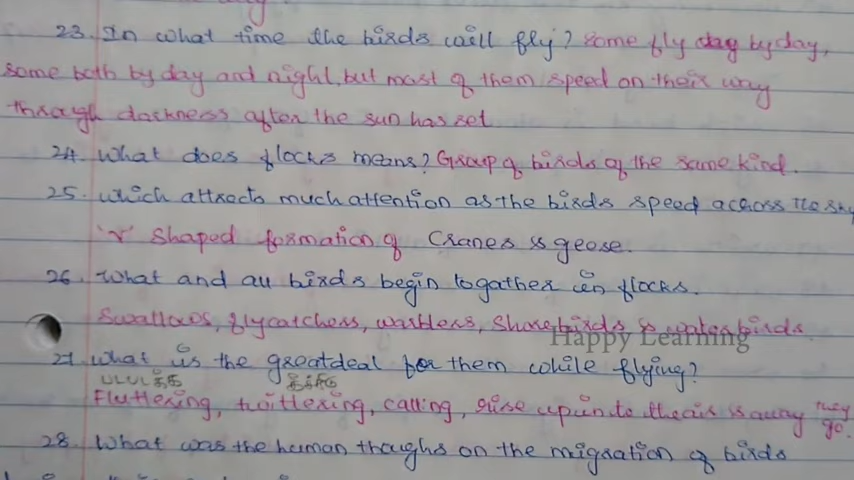 23. In what time the birds will fly? Some fly day by day,
some both by day and night, but most of them speed on their way
through darkness after the sun has set
24. What does flocks means? Group of birds of the same kind.
25. which attrects much attention as the birds speed across the sky
'V' shaped formation of Cranes & geese.
26. What and all birds begin to gather in flocks.
Swallows, flycatchers, warblers, Shorebirds & waterbirds
Happy Learning
27. What is the great deal for them while flying?
Fluttering, twittering, calling, rise up into the air & away they go.
28. What was the human thoughs on the migration of birds